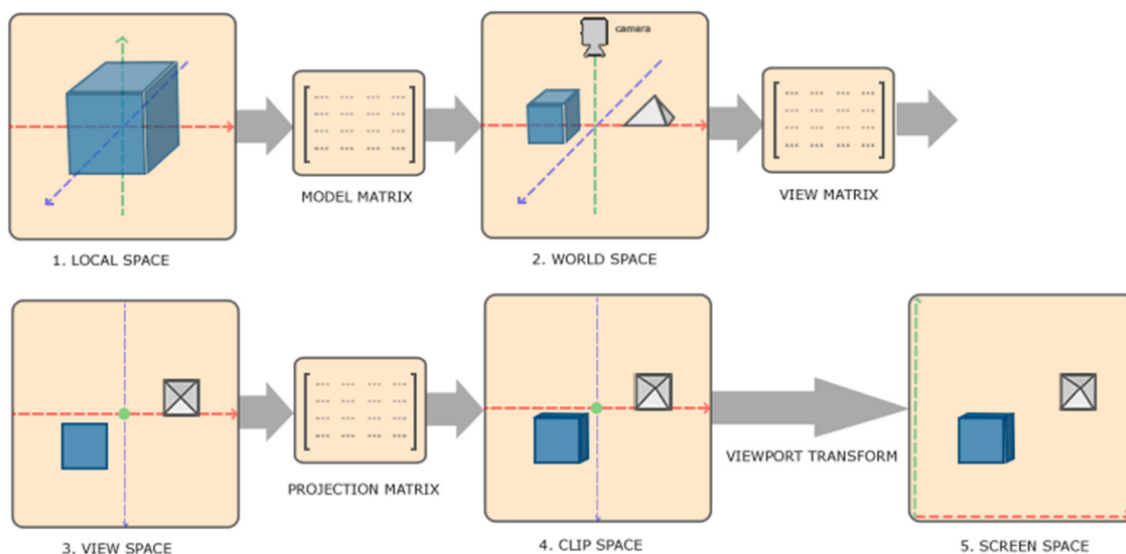 camera
MODEL MATRIX
VIEW MATRIX
1. LOCAL SPACE
2. WORLD SPACE
VIEWPORT TRANSFORM
PROJECTION MATRIX
3. VIEW SPACE
4. CLIP SPACE
5. SCREEN SPACE